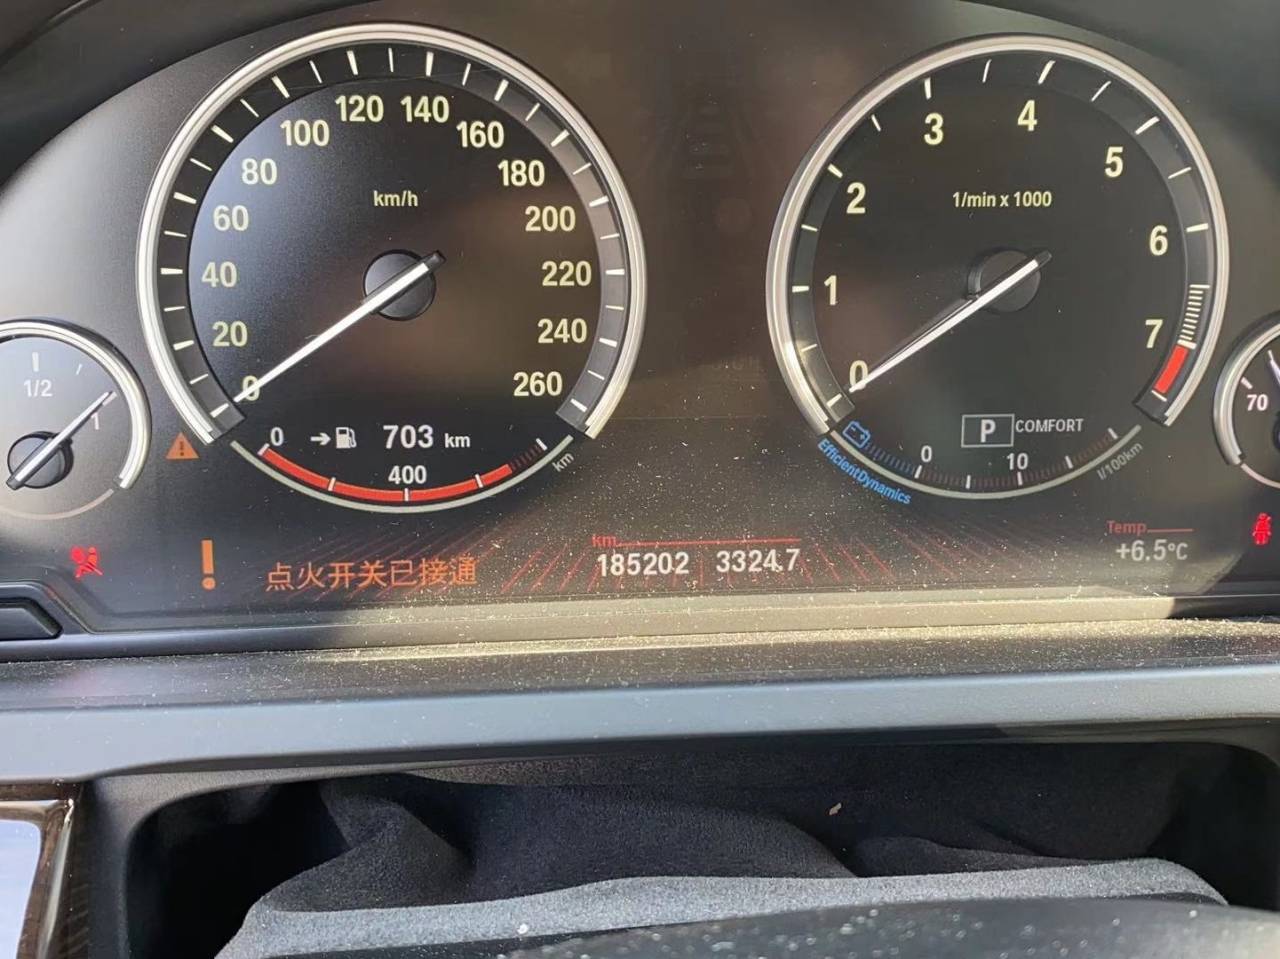 120 140
100 160
80 180
60 200
40 220
20 240
0 260
km/h
0 703 km
400
km
1/2
1
3 4
2 5
1 6
0 7
1/min x 1000
P COMFORT
0 10
l/100km
EfficientDynamics
70
点火开关已接通
km
185202 3324.7
Temp
+6.5°C